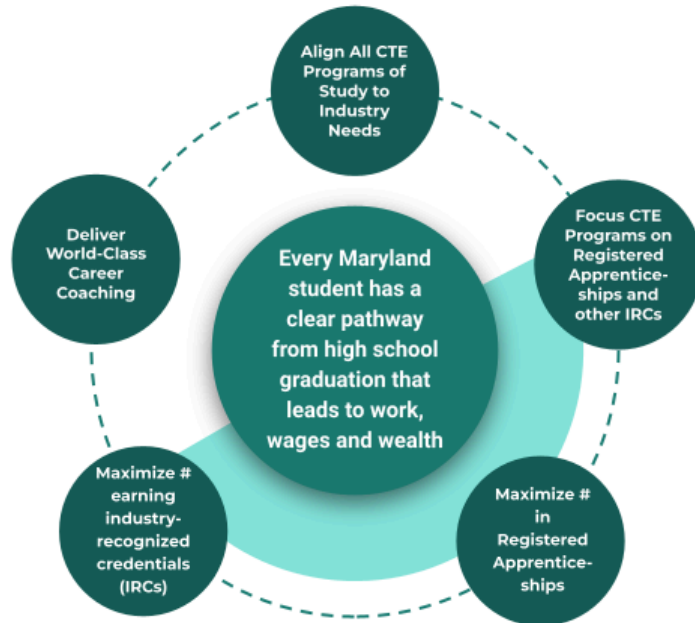 Align All CTE
Programs of
Study to
Industry
Needs
Deliver
World-Class
Career
Coaching
Every Maryland
student has a
clear pathway
from high school
graduation that
leads to work,
wages and wealth
Focus CTE
Programs on
Registered
Apprentice-
ships and
other IRCs
Maximize #
earning
industry-
recognized
credentials
(IRCs)
Maximize #
in
Registered
Apprentice-
ships